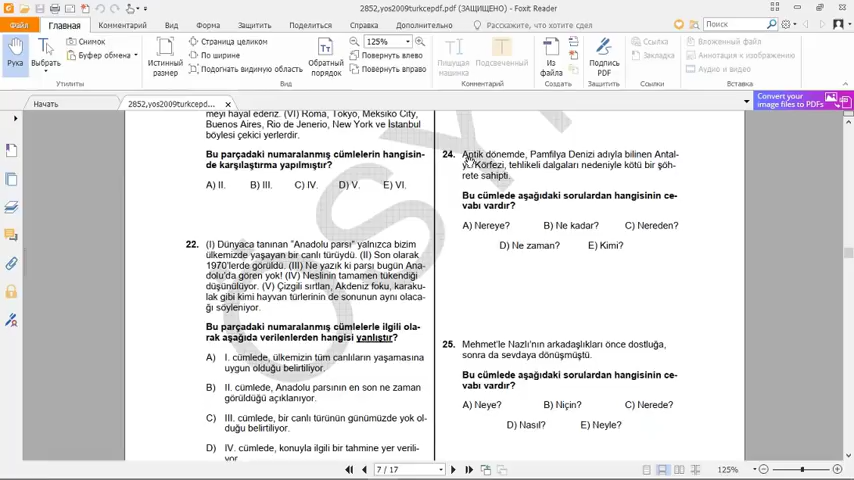 2852,yos2009turkcepdf.pdf (ЗАЩИЩЕНО) - Foxit Reader
Файл
Главная
Комментарий
Вид
Форма
Защитить
Поделиться
Справка
Дополнительно
Расскажите, что хотите сдел
Поиск
Рука
Выбрать
Снимок
Буфер обмена
Утилиты
Истинный размер
Страница целиком
По ширине
Подогнать видимую область
Обратный порядок
125%
Повернуть влево
Повернуть вправо
Вид
Пишущая машинка
Подсвеченный
Комментарий
Из файла
Создать
Подпись PDF
Защитить
Ссылка
Закладка
Ссылки
Вложенный файл
Аннотация к изображению
Аудио и видео
Вставка
Начать
2852,yos2009turkcepd...
Convert your
image files to PDFs
meyi hayal ederiz. (VI) Roma, Tokyo, Meksiko City,
Buenos Aires, Rio de Jenerio, New York ve İstanbul
böylesi çekici yerlerdir.
Bu parçadaki numaralanmış cümlelerin hangisin-
de karşılaştırma yapılmıştır?
A) II. B) III. C) IV. D) V. E) VI.
22. (I) Dünyaca tanınan “Anadolu parsı” yalnızca bizim
ülkemizde yaşayan bir canlı türüydü. (II) Son olarak
1970'lerde görüldü. (III) Ne yazık ki parsı bugün Ana-
dolu'da gören yok! (IV) Neslinin tamamen tükendiği
düşünülüyor. (V) Çizgili sırtlan, Akdeniz foku, karaku-
lak gibi kimi hayvan türlerinin de sonunun aynı olaca-
ğı söyleniyor.
Bu parçadaki numaralanmış cümlelerle ilgili ola-
rak aşağıda verilenlerden hangisi yanlıştır?
A) I. cümlede, ülkemizin tüm canlıların yaşamasına
uygun olduğu belirtiliyor.
B) II. cümlede, Anadolu parsının en son ne zaman
görüldüğü açıklanıyor.
C) III. cümlede, bir canlı türünün günümüzde yok ol-
duğu belirtiliyor.
D) IV. cümlede, konuyla ilgili bir tahmine yer verili-
yor.
24. Antik dönemde, Pamfilya Denizi adıyla bilinen Antal-
ya Körfezi, tehlikeli dalgaları nedeniyle kötü bir şöh-
rete sahipti.
Bu cümlede aşağıdaki sorulardan hangisinin ce-
vabı vardır?
A) Nereye? B) Ne kadar? C) Nereden?
D) Ne zaman? E) Kimi?
25. Mehmet'le Nazlı'nın arkadaşlıkları önce dostluğa,
sonra da sevdaya dönüşmüştü.
Bu cümlede aşağıdaki sorulardan hangisinin ce-
vabı vardır?
A) Neye? B) Niçin? C) Nerede?
D) Nasıl? E) Neyle?
ÖSYM
7 / 17
125%